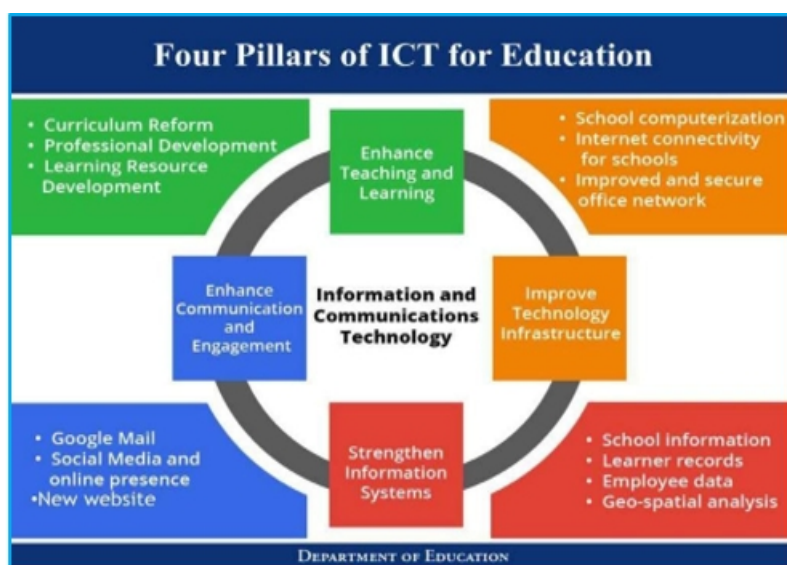 Four Pillars of ICT for Education
• Curriculum Reform
• Professional Development
• Learning Resource
Development
Enhance
Teaching and
Learning
• School computerization
• Internet connectivity
for schools
• Improved and secure
office network
Enhance
Communication
and
Engagement
Information and
Communications
Technology
Improve
Technology
Infrastructure
• Google Mail
• Social Media and
online presence
•New website
Strengthen
Information
Systems
• School information
• Learner records
• Employee data
• Geo-spatial analysis
DEPARTMENT OF EDUCATION